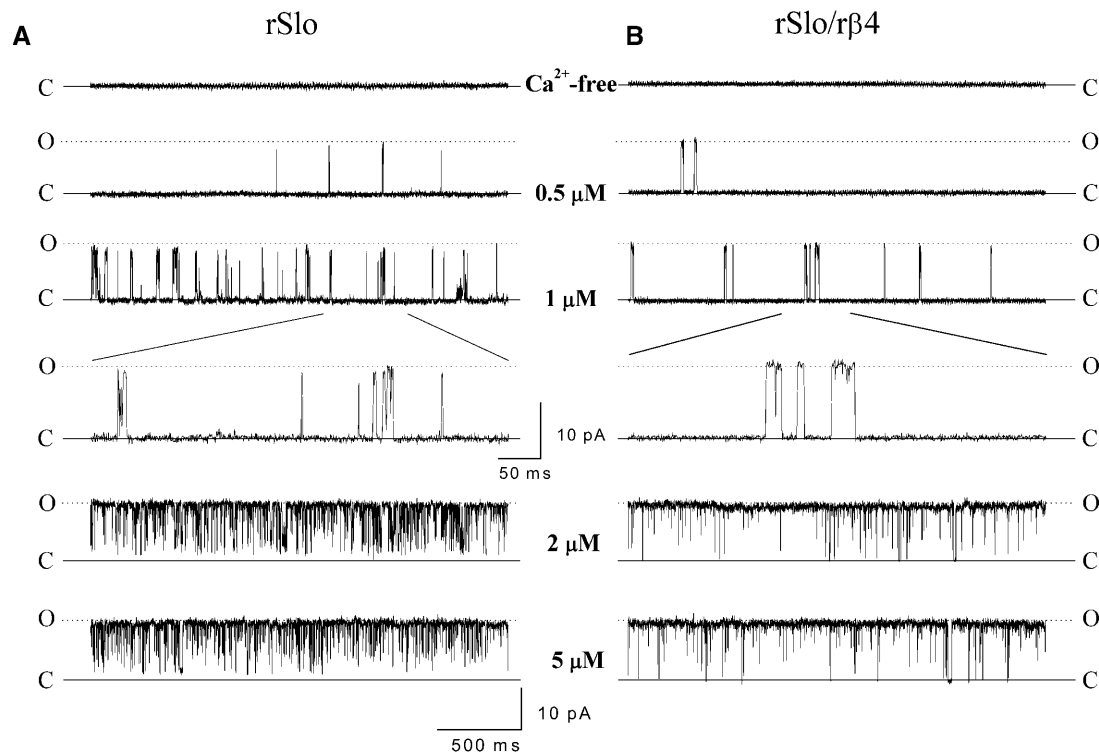 A rSlo B rSlo/rβ4
C Ca²⁺-free C
O O
C 0.5 μM C
O O
C 1 μM C
O O
C 10 pA C
50 ms
O O
2 μM
C C
O O
5 μM
C C
10 pA
500 ms